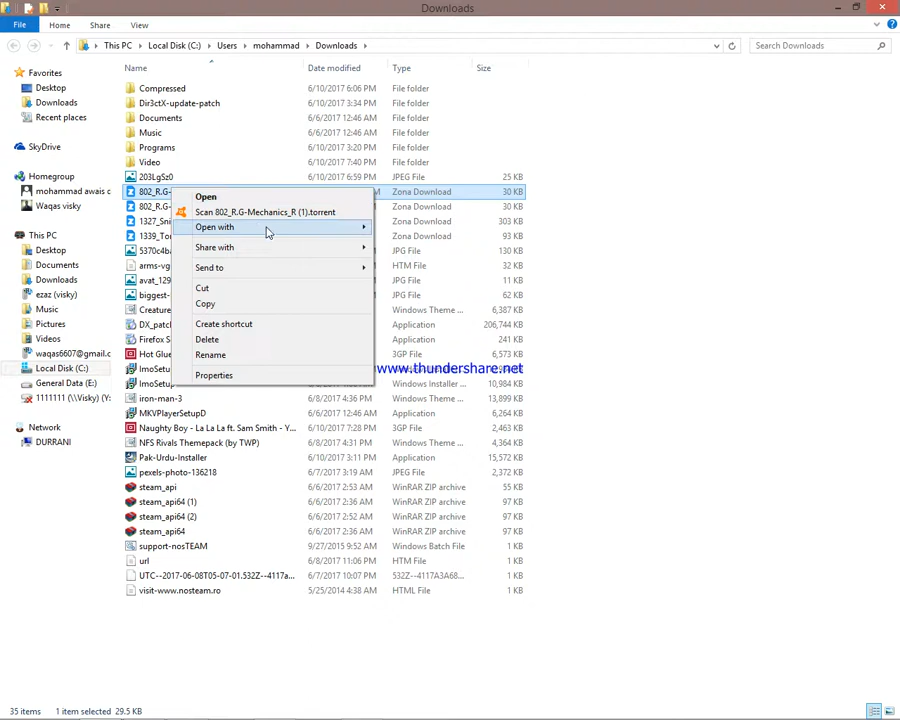 Downloads
File Home Share View
This PC Local Disk (C:) Users mohammad Downloads Search Downloads
Name Date modified Type Size
Favorites
Desktop
Downloads
Recent places
SkyDrive
Homegroup
mohammad awais c
Waqas visky
This PC
Desktop
Documents
Downloads
ezaz (visky)
Music
Pictures
Videos
waqas6607@gmail.c
Local Disk (C:)
General Data (E:)
1111111 (\\Visky) (Y:
Network
DURRANI
Compressed 6/10/2017 6:06 PM File folder
Dir3ctX-update-patch 6/10/2017 3:34 PM File folder
Documents 6/6/2017 12:46 AM File folder
Music 6/6/2017 12:46 AM File folder
Programs 6/10/2017 3:20 PM File folder
Video 6/10/2017 7:40 PM File folder
203LgSz0 6/10/2017 6:59 PM JPEG File 25 KB
802_R.G- M Zona Download 30 KB
802_R.G- Zona Download 30 KB
1327_Sni Zona Download 303 KB
1339_To Zona Download 93 KB
5370c4ba JPG File 130 KB
arms-vg HTM File 32 KB
avat_129 JPG File 61 KB
biggest- JPG File 62 KB
Creature Windows Theme ... 6,387 KB
DX_patch Application 206,744 KB
Firefox S Application 241 KB
Hot Glue 3GP File 6,573 KB
ImoSetu Application
ImoSetup Windows Installer ... KB
iron-man-3 6/8/2017 4:36 PM Windows Theme ... 13,899 KB
MKVPlayerSetupD 6/6/2017 12:46 AM Application 6,264 KB
Naughty Boy - La La La ft. Sam Smith - Y... 6/10/2017 7:28 PM 3GP File 2,463 KB
NFS Rivals Themepack (by TWP) 6/8/2017 4:31 PM Windows Theme ... 4,364 KB
Pak-Urdu-Installer 6/10/2017 3:11 PM Application 15,572 KB
pexels-photo-136218 6/7/2017 3:19 AM JPEG File 2,372 KB
steam_api 6/6/2017 2:53 AM WinRAR ZIP archive 55 KB
steam_api64 (1) 6/6/2017 2:36 AM WinRAR ZIP archive 97 KB
steam_api64 (2) 6/6/2017 2:52 AM WinRAR ZIP archive 97 KB
steam_api64 6/6/2017 2:36 AM WinRAR ZIP archive 97 KB
support-nosTEAM 9/27/2015 9:52 AM Windows Batch File 1 KB
url 6/8/2017 11:06 PM HTM File 1 KB
UTC--2017-06-08T05-07-01.532Z--4117a... 6/7/2017 10:07 PM 532Z--4117A3A68... 1 KB
visit-www.nosteam.ro 5/25/2014 4:38 AM HTML File 1 KB
Open
Scan 802_R.G-Mechanics_R (1).torrent
Open with
Share with
Send to
Cut
Copy
Create shortcut
Delete
Rename
Properties
www.thundershare.net
35 items 1 item selected 29.5 KB